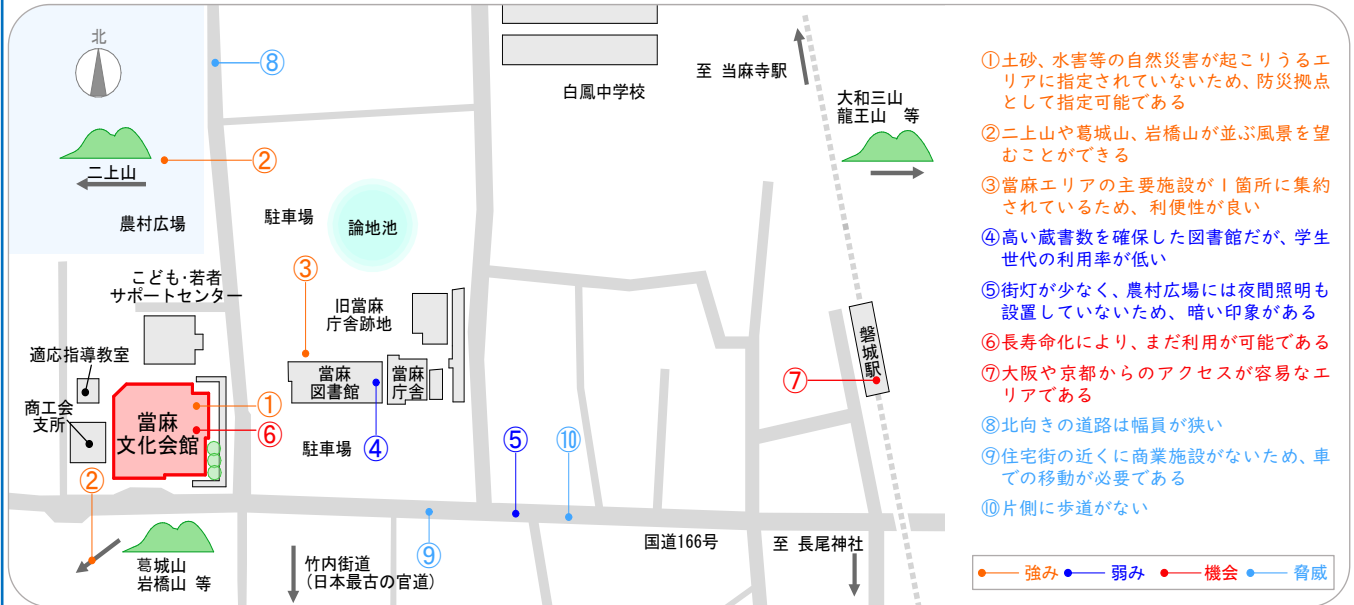 北
⑧
白鳳中学校
至 当麻寺駅
大和三山
龍王山 等
二上山
②
農村広場
駐車場
論地池
こども・若者
サポートセンター
③
旧當麻
庁舎跡地
適応指導教室
商工会
支所
當麻
文化会館
①
⑥
當麻
図書館
當麻
庁舎
駐車場
④
⑤
⑩
磐城駅
⑦
②
葛城山
岩橋山 等
竹内街道
(日本最古の官道)
⑨
国道166号
至 長尾神社
①土砂、水害等の自然災害が起こりうるエ
リアに指定されていないため、防災拠点
として指定可能である
②二上山や葛城山、岩橋山が並ぶ風景を望
むことができる
③當麻エリアの主要施設が1箇所に集約
されているため、利便性が良い
④高い蔵書数を確保した図書館だが、学生
世代の利用率が低い
⑤街灯が少なく、農村広場には夜間照明も
設置していないため、暗い印象がある
⑥長寿命化により、まだ利用が可能である
⑦大阪や京都からのアクセスが容易なエ
リアである
⑧北向きの道路は幅員が狭い
⑨住宅街の近くに商業施設がないため、車
での移動が必要である
⑩片側に歩道がない
強み 弱み 機会 脅威